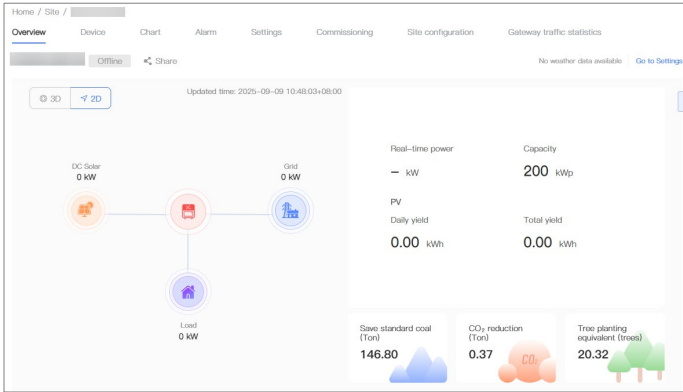 Home / Site /
Overview Device Chart Alarm Settings Commissioning Site configuration Gateway traffic statistics
Offline Share No weather data available Go to Settings
3D 2D Updated time: 2025-09-09 10:48:03+08:00
Real-time power Capacity
– kW 200 kWp
DC Solar Grid
0 kW 0 kW
PV
Daily yield Total yield
0.00 kWh 0.00 kWh
Load
0 kW
Save standard coal (Ton)
146.80
CO₂ reduction (Ton)
0.37
CO₂
Tree planting equivalent (trees)
20.32